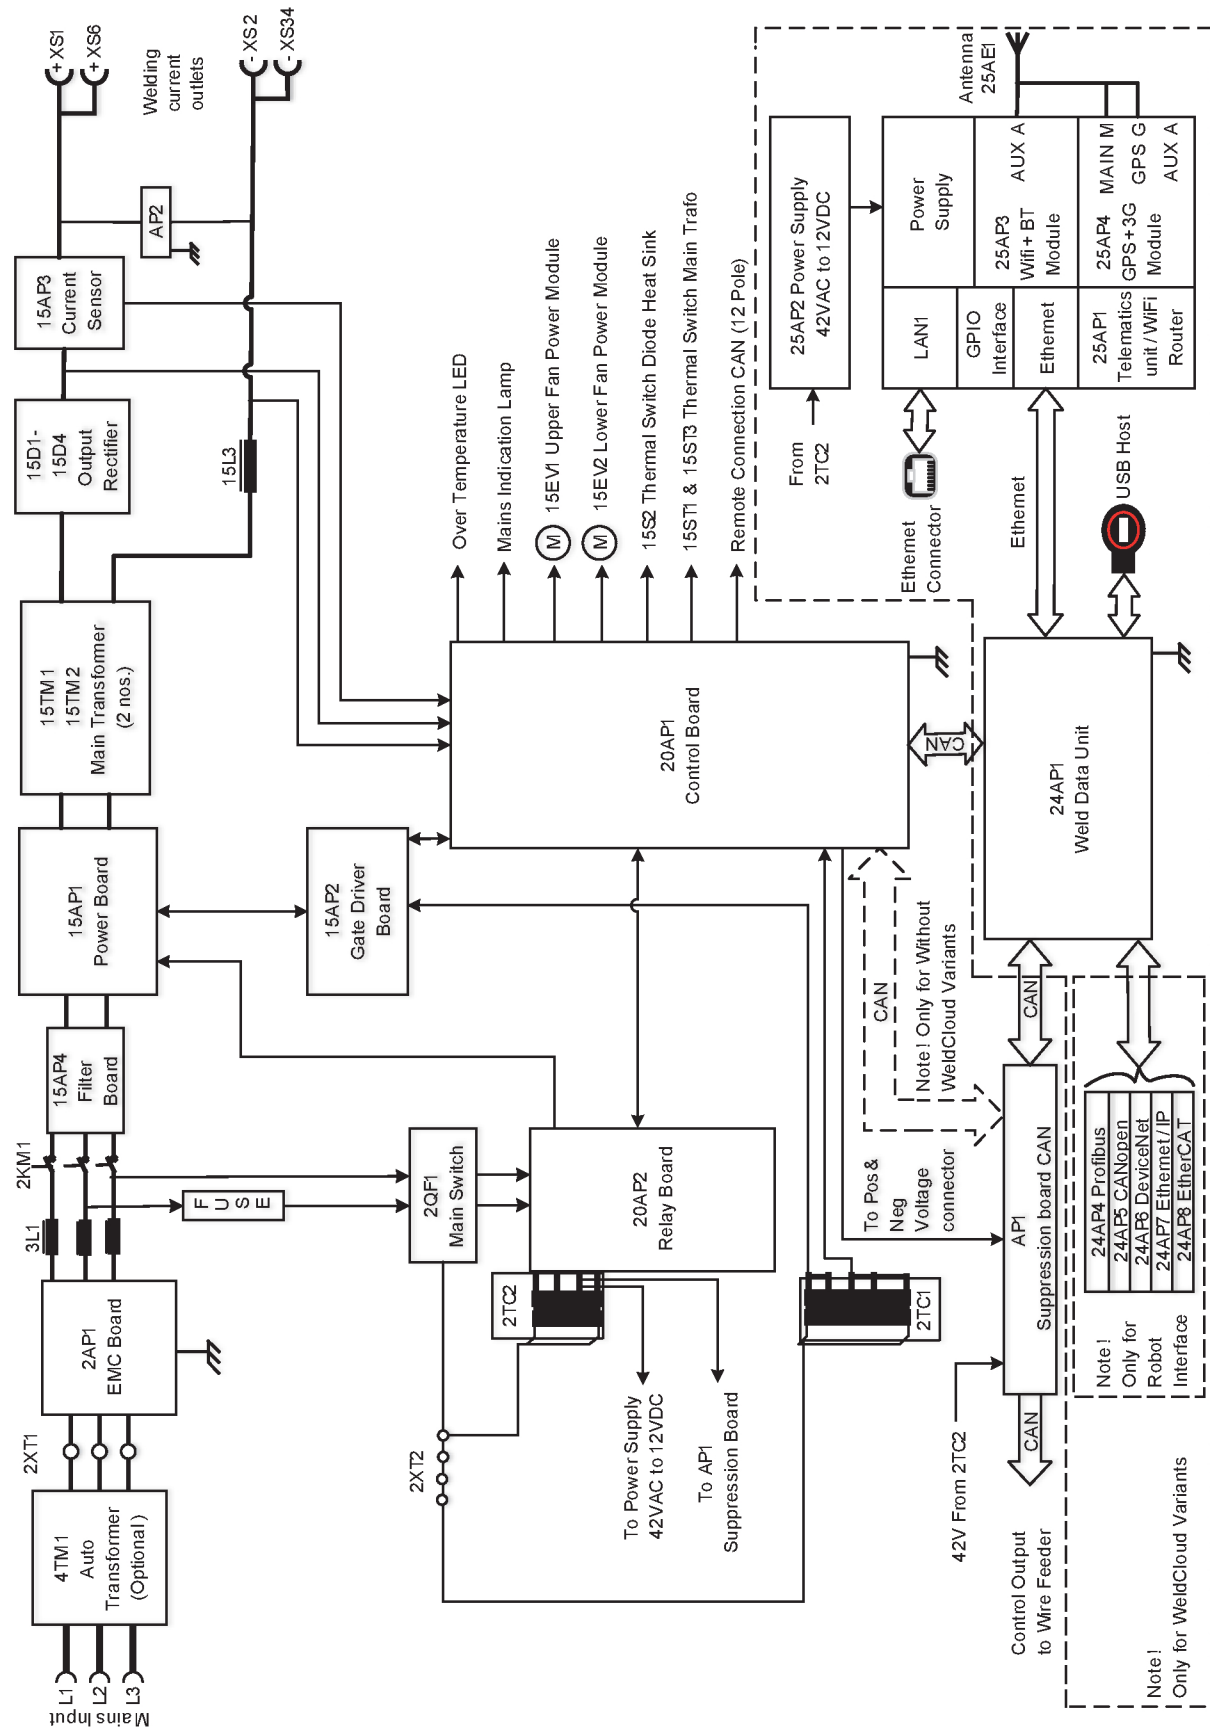 Mains Input
L1
L2
L3
4TM1
Auto
Transformer
(Optional)
2XT1
2AP1
EMC Board
3L1
2KM1
15AP4
Filter
Board
15AP1
Power Board
15TM1
15TM2
Main Transformer
(2 nos.)
15D1-
15D4
Output
Rectifier
15AP3
Current
Sensor
+ XS1
+ XS6
Welding
current
outlets
AP2
- XS2
- XS34
15L3
FUSE
2QF1
Main Switch
15AP2
Gate Driver
Board
20AP2
Relay Board
2TC2
2XT2
To Power Supply
42VAC to 12VDC
To AP1
Suppression Board
2TC1
20AP1
Control Board
Over Temperature LED
Mains Indication Lamp
M
15EV1 Upper Fan Power Module
M
15EV2 Lower Fan Power Module
15S2 Thermal Switch Diode Heat Sink
15ST1 & 15ST3 Thermal Switch Main Trafo
Remote Connection CAN (12 Pole)
To Pos &
Neg
Voltage
connector
CAN
Note! Only for Without
WeldCloud Variants
CAN
24AP1
Weld Data Unit
CAN
42V From 2TC2
AP1
Suppression board CAN
CAN
Control Output
to Wire Feeder
Note!
Only for
Robot
Interface
24AP4 Profibus
24AP5 CANopen
24AP6 DeviceNet
24AP7 Ethernet / IP
24AP8 EtherCAT
Note!
Only for WeldCloud Variants
From
2TC2
25AP2 Power Supply
42VAC to 12VDC
Ethernet
Connector
Ethernet
USB Host
LAN1
GPIO
Interface
Ethernet
25AP1
Telematics
unit / WiFi
Router
Power
Supply
25AP3
Wifi + BT
Module
AUX A
25AP4
GPS + 3G
Module
MAIN M
GPS G
AUX A
Antenna
25AE1